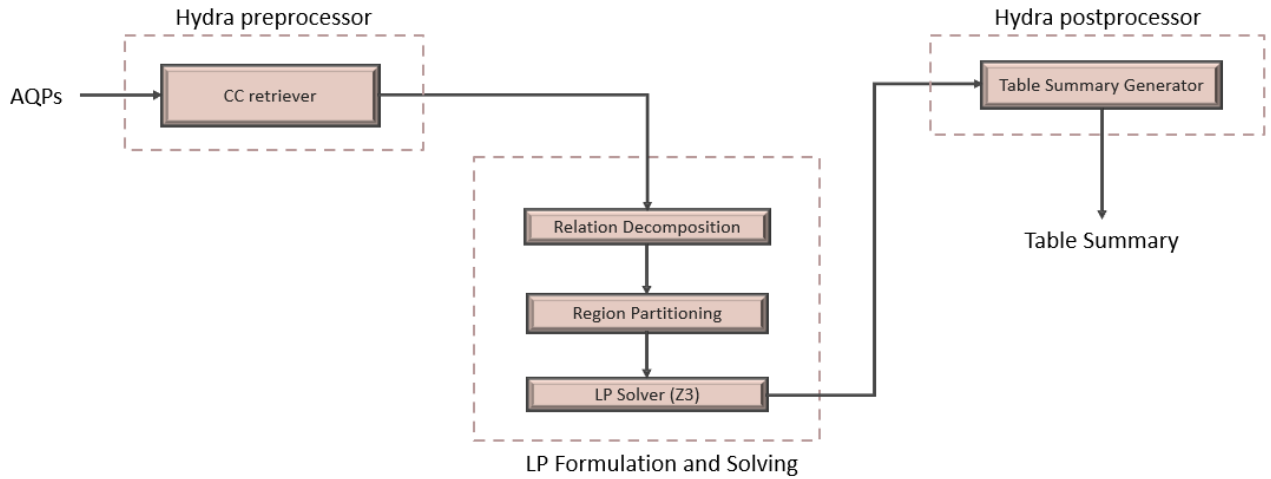 Hydra preprocessor
AQPs
CC retriever
Relation Decomposition
Region Partitioning
LP Solver (Z3)
LP Formulation and Solving
Hydra postprocessor
Table Summary Generator
Table Summary